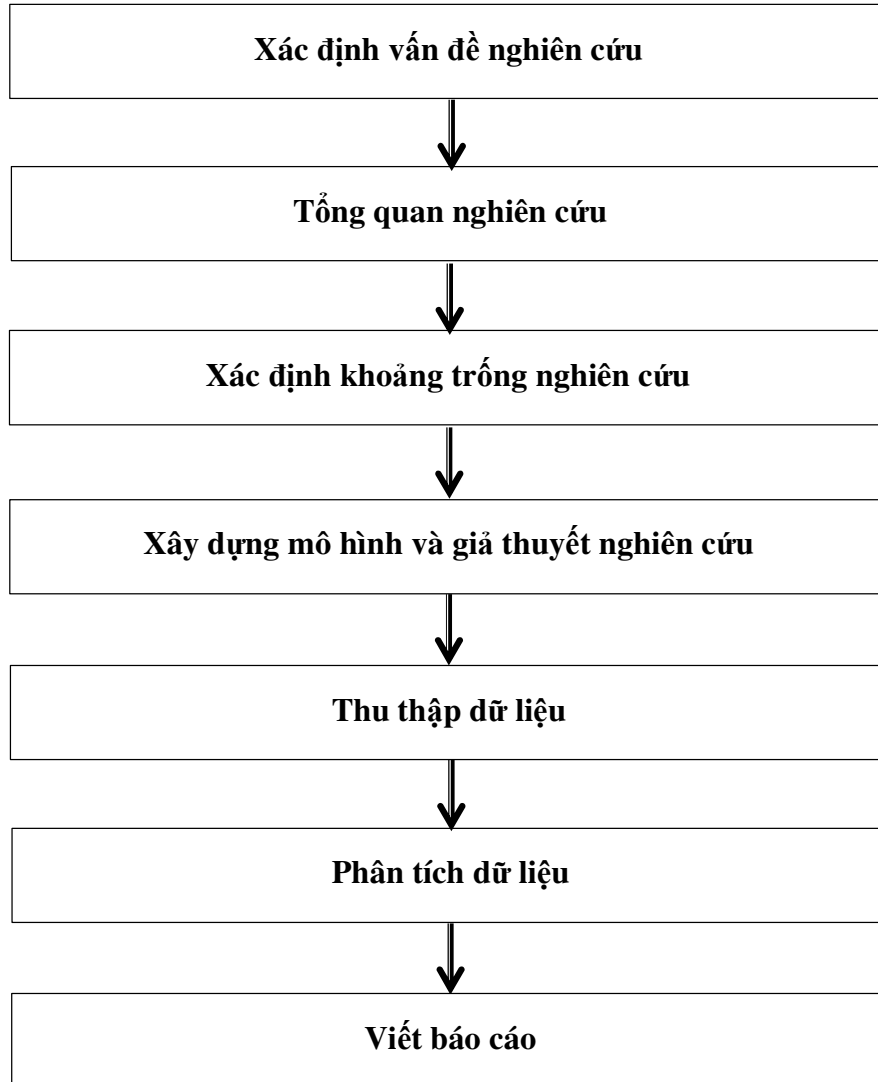 Xác định vấn đề nghiên cứu
Tổng quan nghiên cứu
Xác định khoảng trống nghiên cứu
Xây dựng mô hình và giả thuyết nghiên cứu
Thu thập dữ liệu
Phân tích dữ liệu
Viết báo cáo